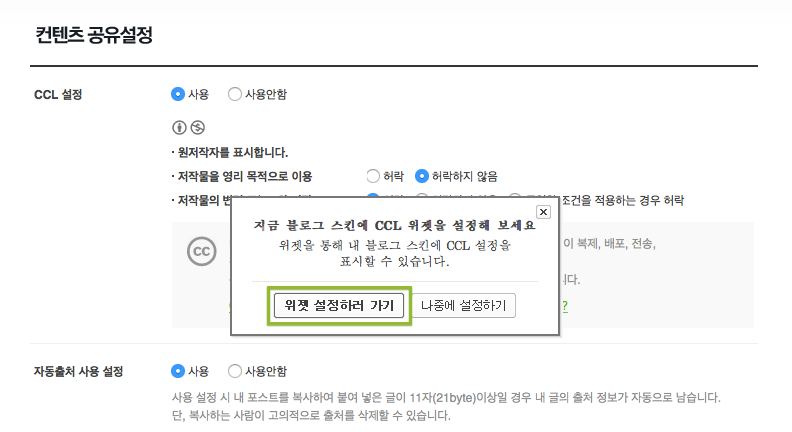 컨텐츠 공유설정
CCL 설정
사용 사용안함
· 원저작자를 표시합니다.
· 저작물을 영리 목적으로 이용 허락 허락하지 않음
· 저작물의 조건을 적용하는 경우 허락
지금 블로그 스킨에 CCL 위젯을 설정해 보세요
위젯을 통해 내 블로그 스킨에 CCL 설정을
표시할 수 있습니다.
cc 이 복제, 배포, 전송,
니다.
?
위젯 설정하러 가기 나중에 설정하기
자동출처 사용 설정 사용 사용안함
사용 설정 시 내 포스트를 복사하여 붙여 넣은 글이 11자(21byte)이상일 경우 내 글의 출처 정보가 자동으로 남습니다.
단, 복사하는 사람이 고의적으로 출처를 삭제할 수 있습니다.